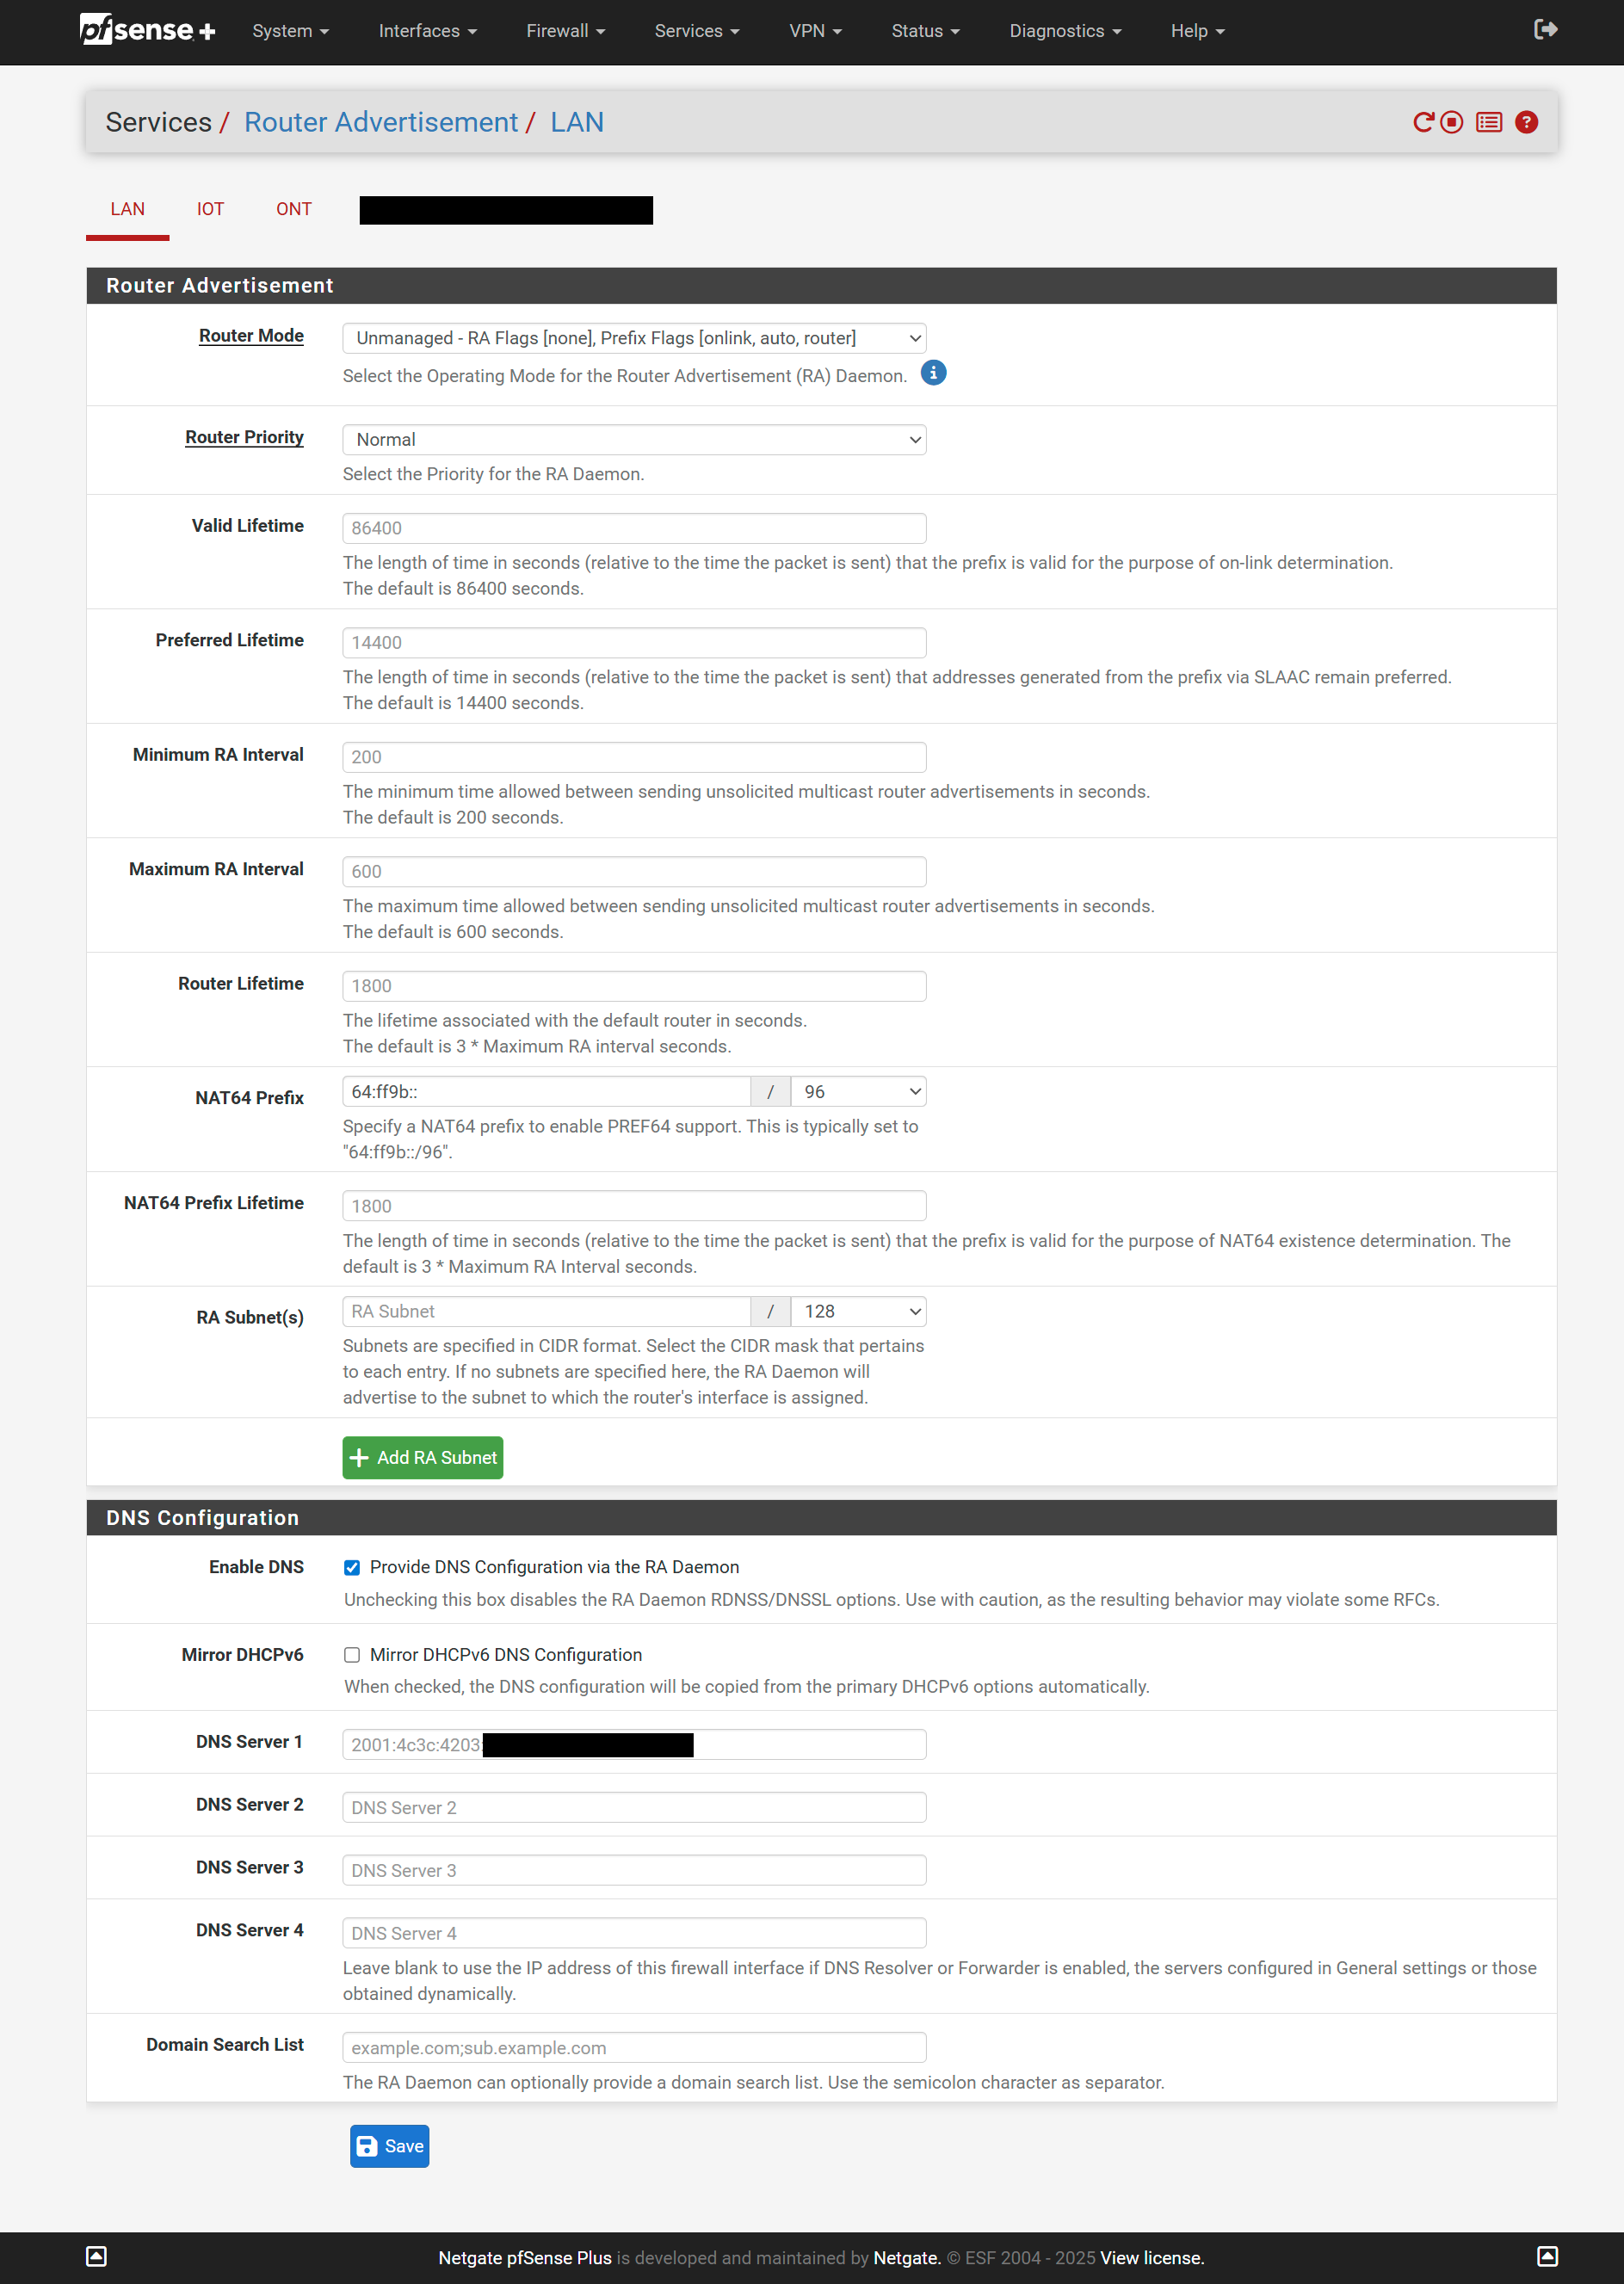 pfsense+ System Interfaces Firewall Services VPN Status Diagnostics Help
Services / Router Advertisement / LAN
LAN IOT ONT
Router Advertisement
Router Mode
Unmanaged - RA Flags [none], Prefix Flags [onlink, auto, router]
Select the Operating Mode for the Router Advertisement (RA) Daemon.
Router Priority
Normal
Select the Priority for the RA Daemon.
Valid Lifetime
86400
The length of time in seconds (relative to the time the packet is sent) that the prefix is valid for the purpose of on-link determination.
The default is 86400 seconds.
Preferred Lifetime
14400
The length of time in seconds (relative to the time the packet is sent) that addresses generated from the prefix via SLAAC remain preferred.
The default is 14400 seconds.
Minimum RA Interval
200
The minimum time allowed between sending unsolicited multicast router advertisements in seconds.
The default is 200 seconds.
Maximum RA Interval
600
The maximum time allowed between sending unsolicited multicast router advertisements in seconds.
The default is 600 seconds.
Router Lifetime
1800
The lifetime associated with the default router in seconds.
The default is 3 * Maximum RA interval seconds.
NAT64 Prefix
64:ff9b:: / 96
Specify a NAT64 prefix to enable PREF64 support. This is typically set to
"64:ff9b::/96".
NAT64 Prefix Lifetime
1800
The length of time in seconds (relative to the time the packet is sent) that the prefix is valid for the purpose of NAT64 existence determination. The
default is 3 * Maximum RA Interval seconds.
RA Subnet(s)
RA Subnet / 128
Subnets are specified in CIDR format. Select the CIDR mask that pertains
to each entry. If no subnets are specified here, the RA Daemon will
advertise to the subnet to which the router's interface is assigned.
Add RA Subnet
DNS Configuration
Enable DNS
Provide DNS Configuration via the RA Daemon
Unchecking this box disables the RA Daemon RDNSS/DNSSL options. Use with caution, as the resulting behavior may violate some RFCs.
Mirror DHCPv6
Mirror DHCPv6 DNS Configuration
When checked, the DNS configuration will be copied from the primary DHCPv6 options automatically.
DNS Server 1
2001:4c3c:4203:
DNS Server 2
DNS Server 2
DNS Server 3
DNS Server 3
DNS Server 4
DNS Server 4
Leave blank to use the IP address of this firewall interface if DNS Resolver or Forwarder is enabled, the servers configured in General settings or those
obtained dynamically.
Domain Search List
example.com;sub.example.com
The RA Daemon can optionally provide a domain search list. Use the semicolon character as separator.
Save
Netgate pfSense Plus is developed and maintained by Netgate. © ESF 2004 - 2025 View license.